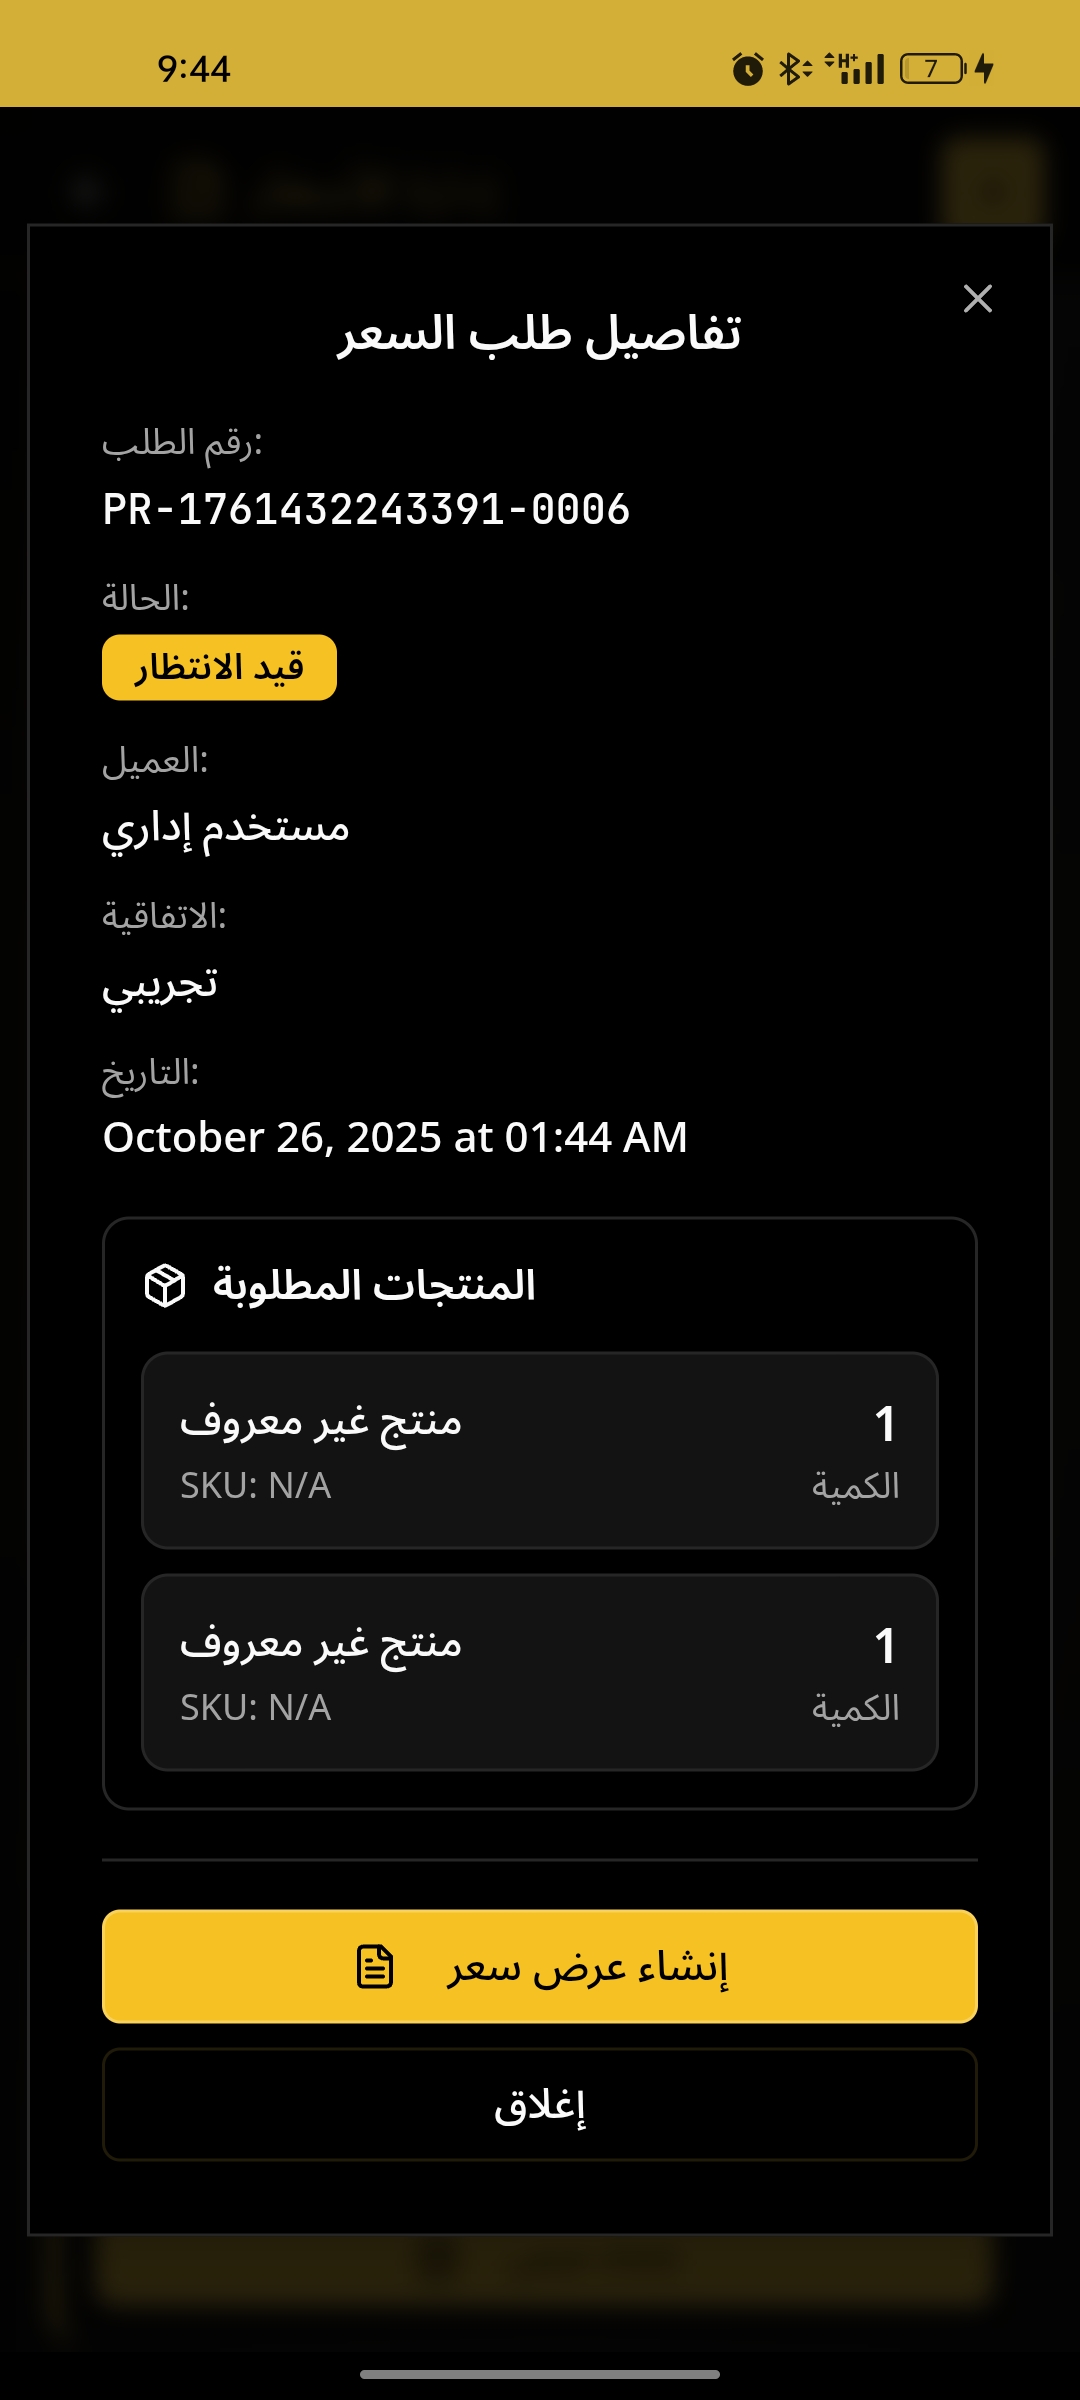 9:44
H+
7
تفاصيل طلب السعر
رقم الطلب:
PR-1761432243391-0006
الحالة:
قيد الانتظار
العميل:
مستخدم إداري
الاتفاقية:
تجريبي
التاريخ:
October 26, 2025 at 01:44 AM
المنتجات المطلوبة
منتج غير معروف
1
SKU: N/A
الكمية
منتج غير معروف
1
SKU: N/A
الكمية
إنشاء عرض سعر
إغلاق